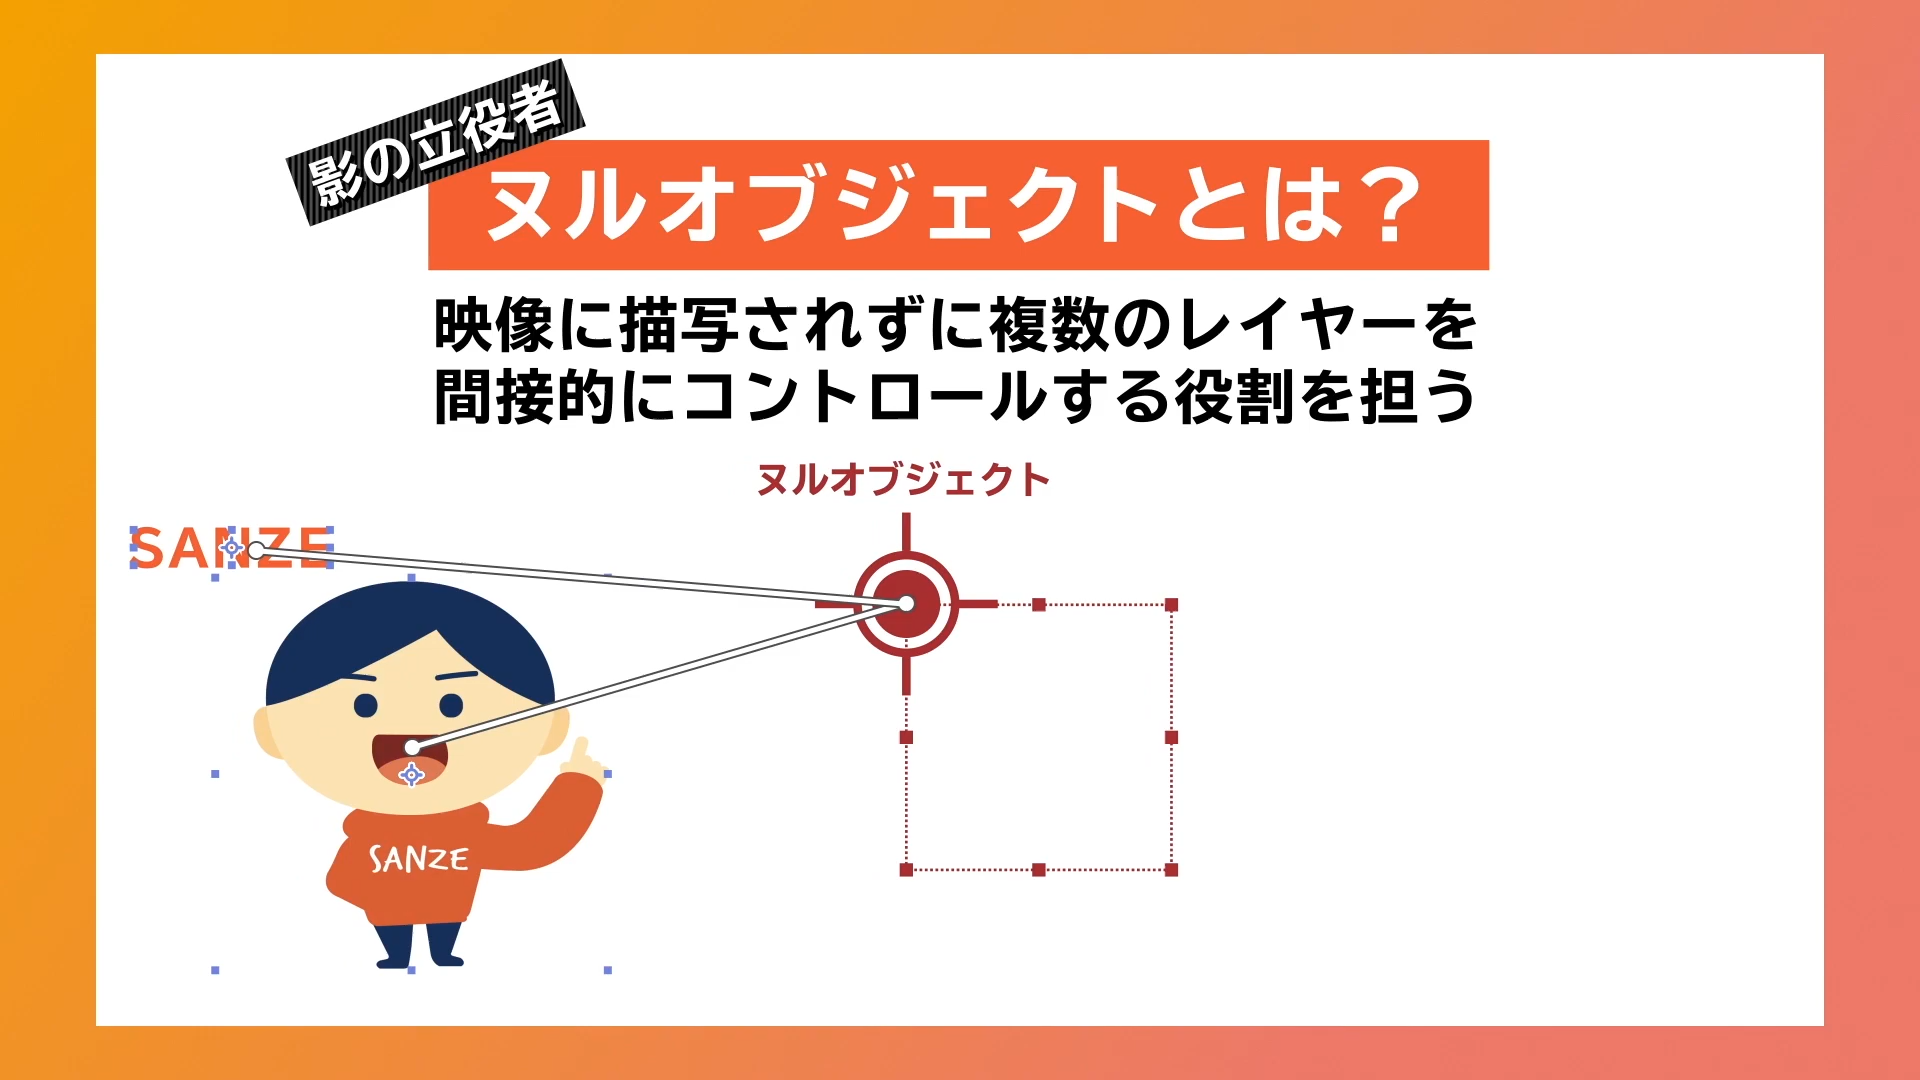 影の立役者
ヌルオブジェクトとは？
映像に描写されずに複数のレイヤーを
間接的にコントロールする役割を担う
ヌルオブジェクト
SANZE
SANZE